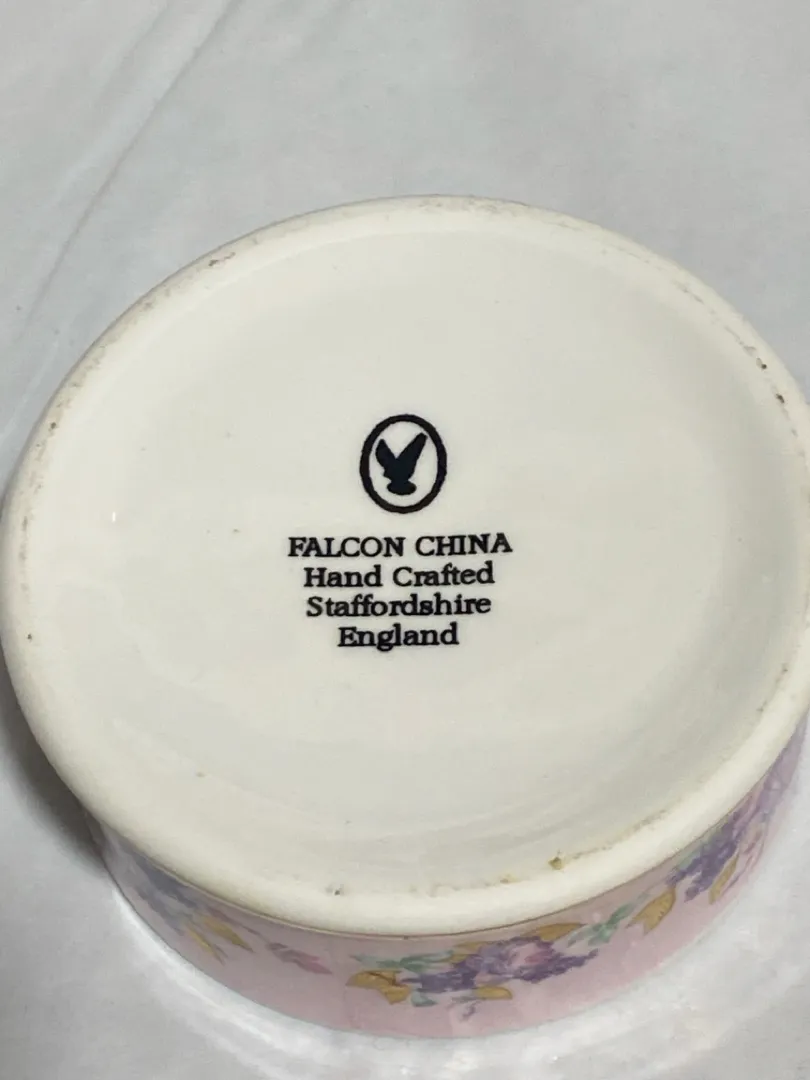 FALCON CHINA
Hand Crafted
Staffordshire
England